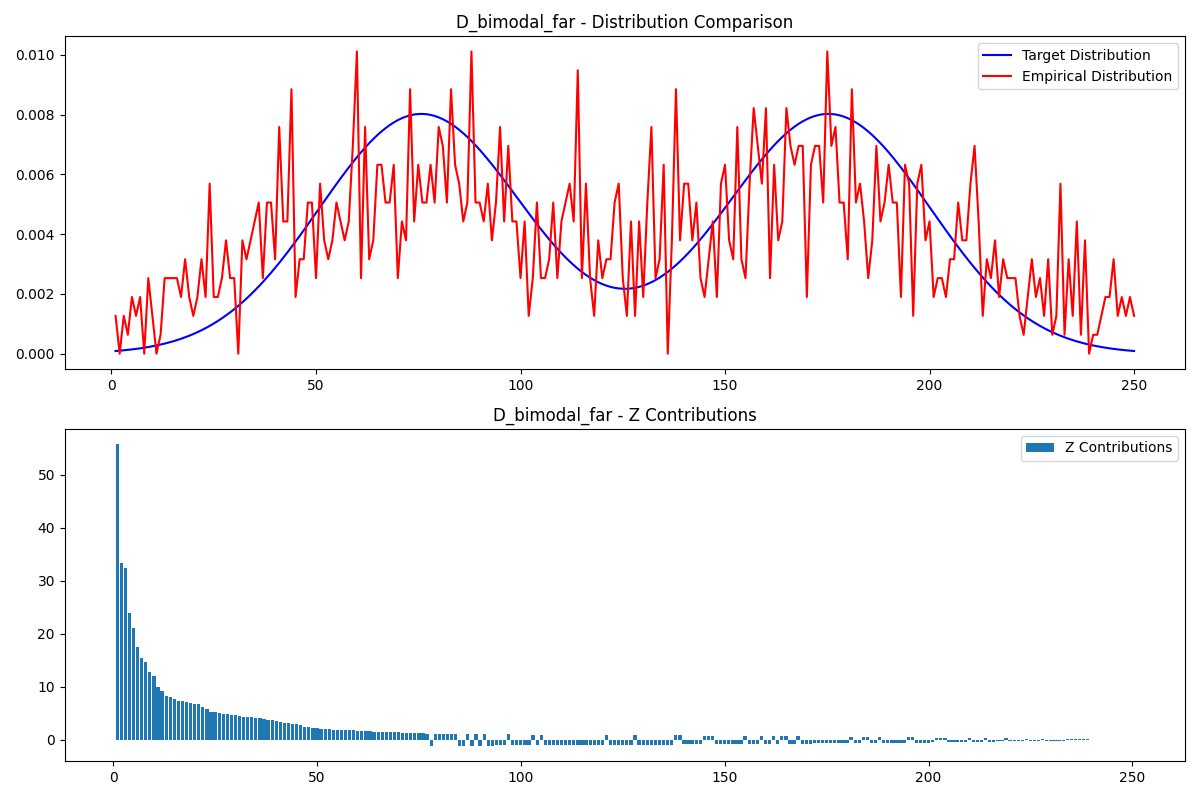 D_bimodal_far - Distribution Comparison
0.010
0.008
0.006
0.004
0.002
0.000
Target Distribution
Empirical Distribution
0 50 100 150 200 250
D_bimodal_far - Z Contributions
50
40
30
20
10
0
Z Contributions
0 50 100 150 200 250